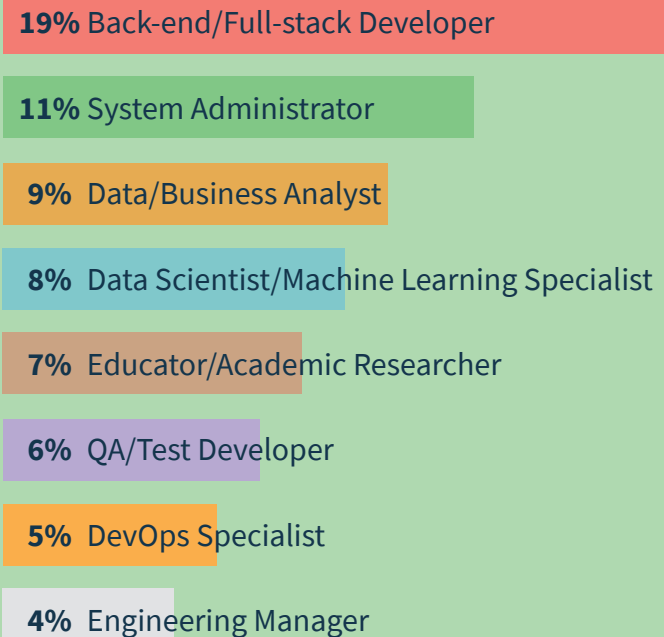 19% Back-end/Full-stack Developer
11% System Administrator
9% Data/Business Analyst
8% Data Scientist/Machine Learning Specialist
7% Educator/Academic Researcher
6% QA/Test Developer
5% DevOps Specialist
4% Engineering Manager